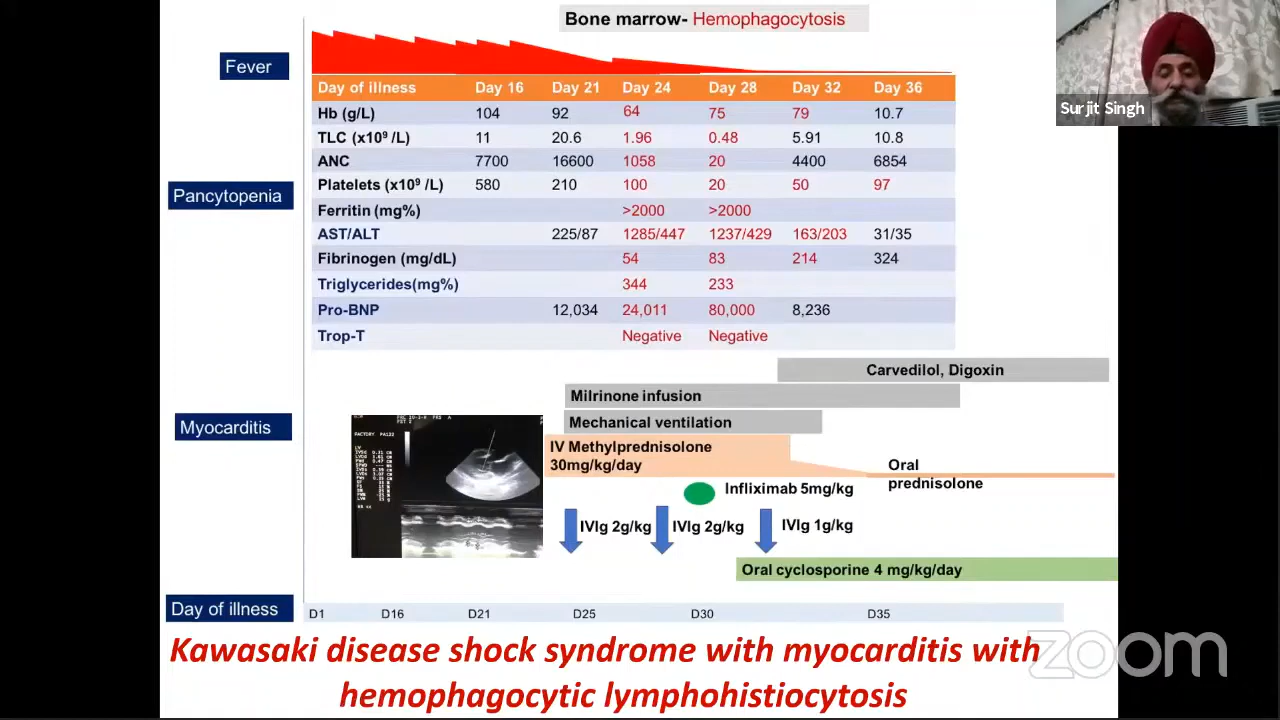 Bone marrow- Hemophagocytosis
Surjit Singh
Fever
Day of illness Day 16 Day 21 Day 24 Day 28 Day 32 Day 36
Hb (g/L) 104 92 64 75 79 10.7
TLC (x10⁹ /L) 11 20.6 1.96 0.48 5.91 10.8
ANC 7700 16600 1058 20 4400 6854
Platelets (x10⁹ /L) 580 210 100 20 50 97
Pancytopenia
Ferritin (mg%) >2000 >2000
AST/ALT 225/87 1285/447 1237/429 163/203 31/35
Fibrinogen (mg/dL) 54 83 214 324
Triglycerides(mg%) 344 233
Pro-BNP 12,034 24,011 80,000 8,236
Trop-T Negative Negative
Carvedilol, Digoxin
Milrinone infusion
Mechanical ventilation
Myocarditis
IV Methylprednisolone
30mg/kg/day
Oral
prednisolone
Infliximab 5mg/kg
IVIg 2g/kg IVIg 2g/kg IVIg 1g/kg
Oral cyclosporine 4 mg/kg/day
Day of illness D1 D16 D21 D25 D30 D35
Kawasaki disease shock syndrome with myocarditis with
hemophagocytic lymphohistiocytosis
zoom